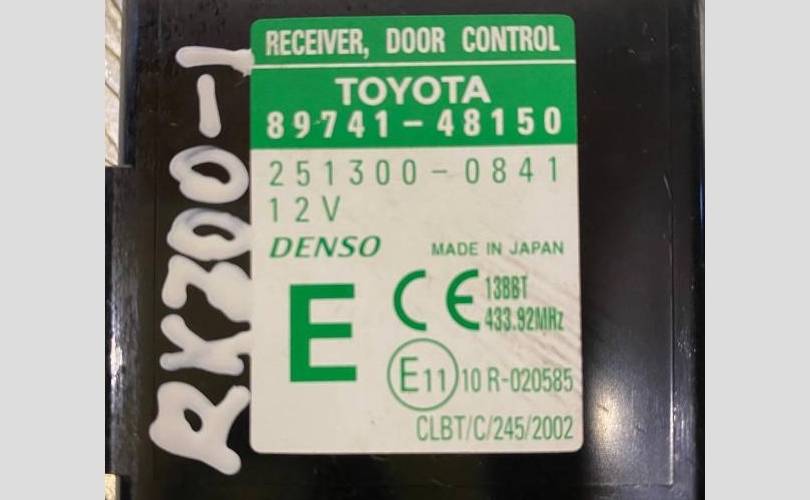 RECEIVER, DOOR CONTROL
TOYOTA
89741-48150
251300-0841
12V
DENSO MADE IN JAPAN
E CE 13BBT
433.92MHz
E11 10 R-020585
CLBT/C/245/2002
RX300-1